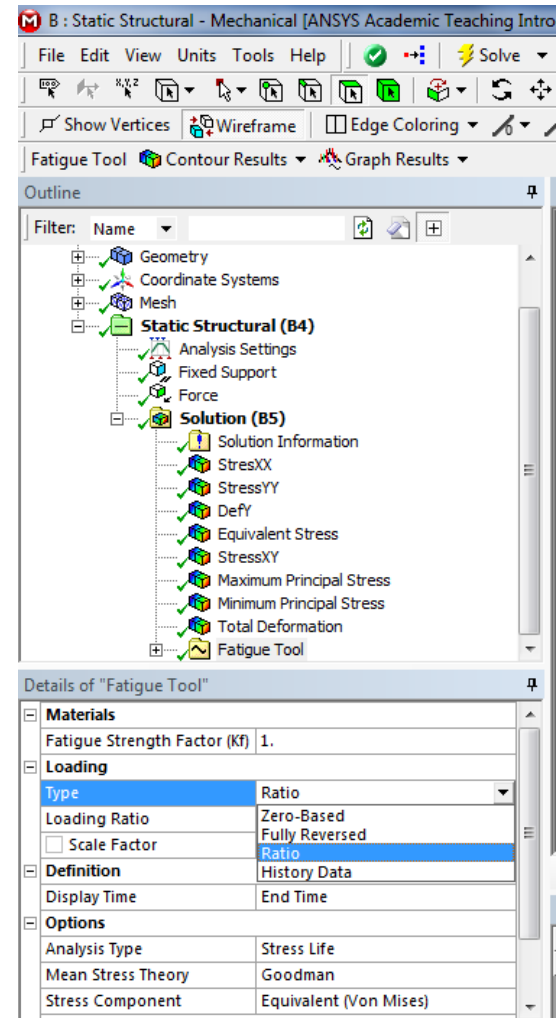 B : Static Structural - Mechanical [ANSYS Academic Teaching Intro
File Edit View Units Tools Help Solve
Show Vertices Wireframe Edge Coloring
Fatigue Tool Contour Results Graph Results
Outline
Filter: Name
Geometry
Coordinate Systems
Mesh
Static Structural (B4)
Analysis Settings
Fixed Support
Force
Solution (B5)
Solution Information
StresXX
StressYY
DefY
Equivalent Stress
StressXY
Maximum Principal Stress
Minimum Principal Stress
Total Deformation
Fatigue Tool
Details of "Fatigue Tool"
Materials
Fatigue Strength Factor (Kf) 1.
Loading
Type Ratio
Loading Ratio Zero-Based
Fully Reversed
Scale Factor Ratio
Definition History Data
Display Time End Time
Options
Analysis Type Stress Life
Mean Stress Theory Goodman
Stress Component Equivalent (Von Mises)